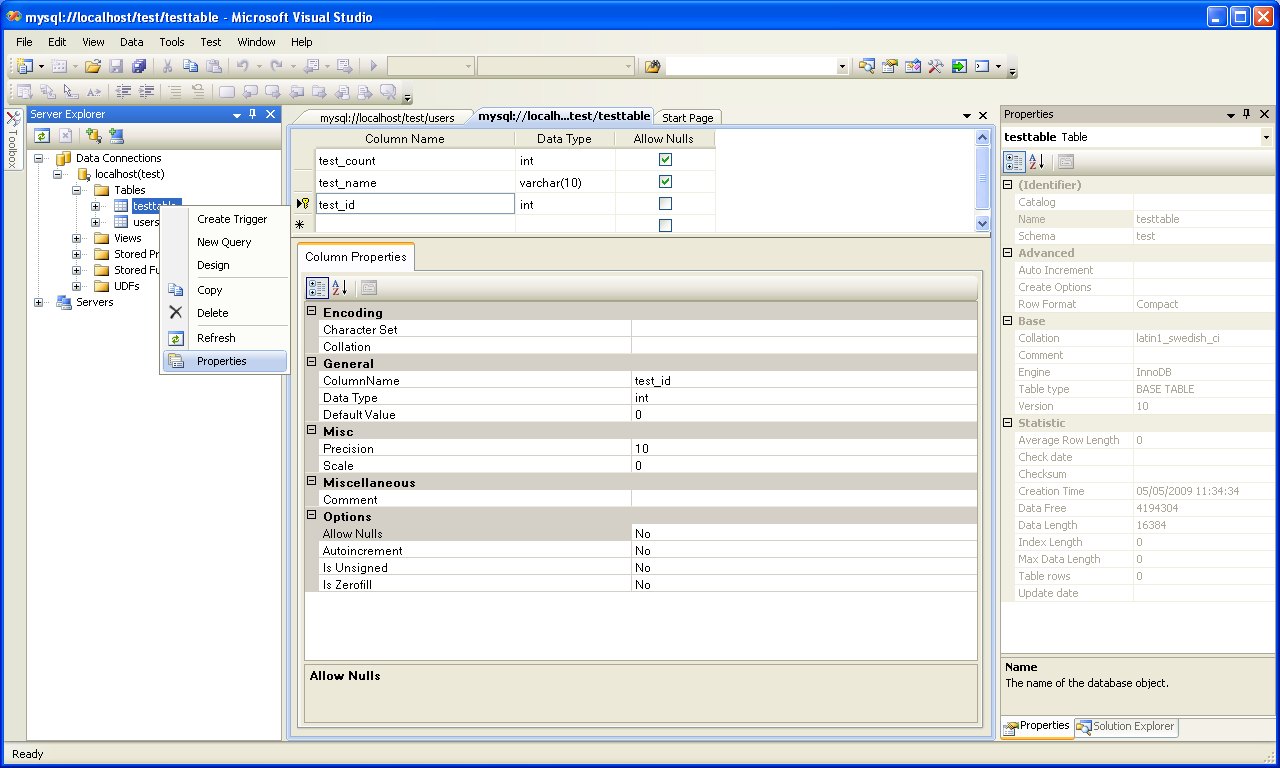 mysql://localhost/test/testtable - Microsoft Visual Studio
File Edit View Data Tools Test Window Help
Toolbox
Server Explorer
Data Connections
localhost(test)
Tables
testtable
users
Views
Stored Pr
Stored Fu
UDFs
Servers
Create Trigger
New Query
Design
Copy
Delete
Refresh
Properties
mysql://localhost/test/users mysql://localh...test/testtable Start Page
Column Name Data Type Allow Nulls
test_count int
test_name varchar(10)
test_id int
Column Properties
Encoding
Character Set
Collation
General
ColumnName test_id
Data Type int
Default Value 0
Misc
Precision 10
Scale 0
Miscellaneous
Comment
Options
Allow Nulls No
Autoincrement No
Is Unsigned No
Is Zerofill No
Allow Nulls
Properties
testtable Table
(Identifier)
Catalog
Name testtable
Schema test
Advanced
Auto Increment
Create Options
Row Format Compact
Base
Collation latin1_swedish_ci
Comment
Engine InnoDB
Table type BASE TABLE
Version 10
Statistic
Average Row Length 0
Check date
Checksum
Creation Time 05/05/2009 11:34:34
Data Free 4194304
Data Length 16384
Index Length 0
Max Data Length 0
Table rows 0
Update date
Name
The name of the database object.
Properties Solution Explorer
Ready